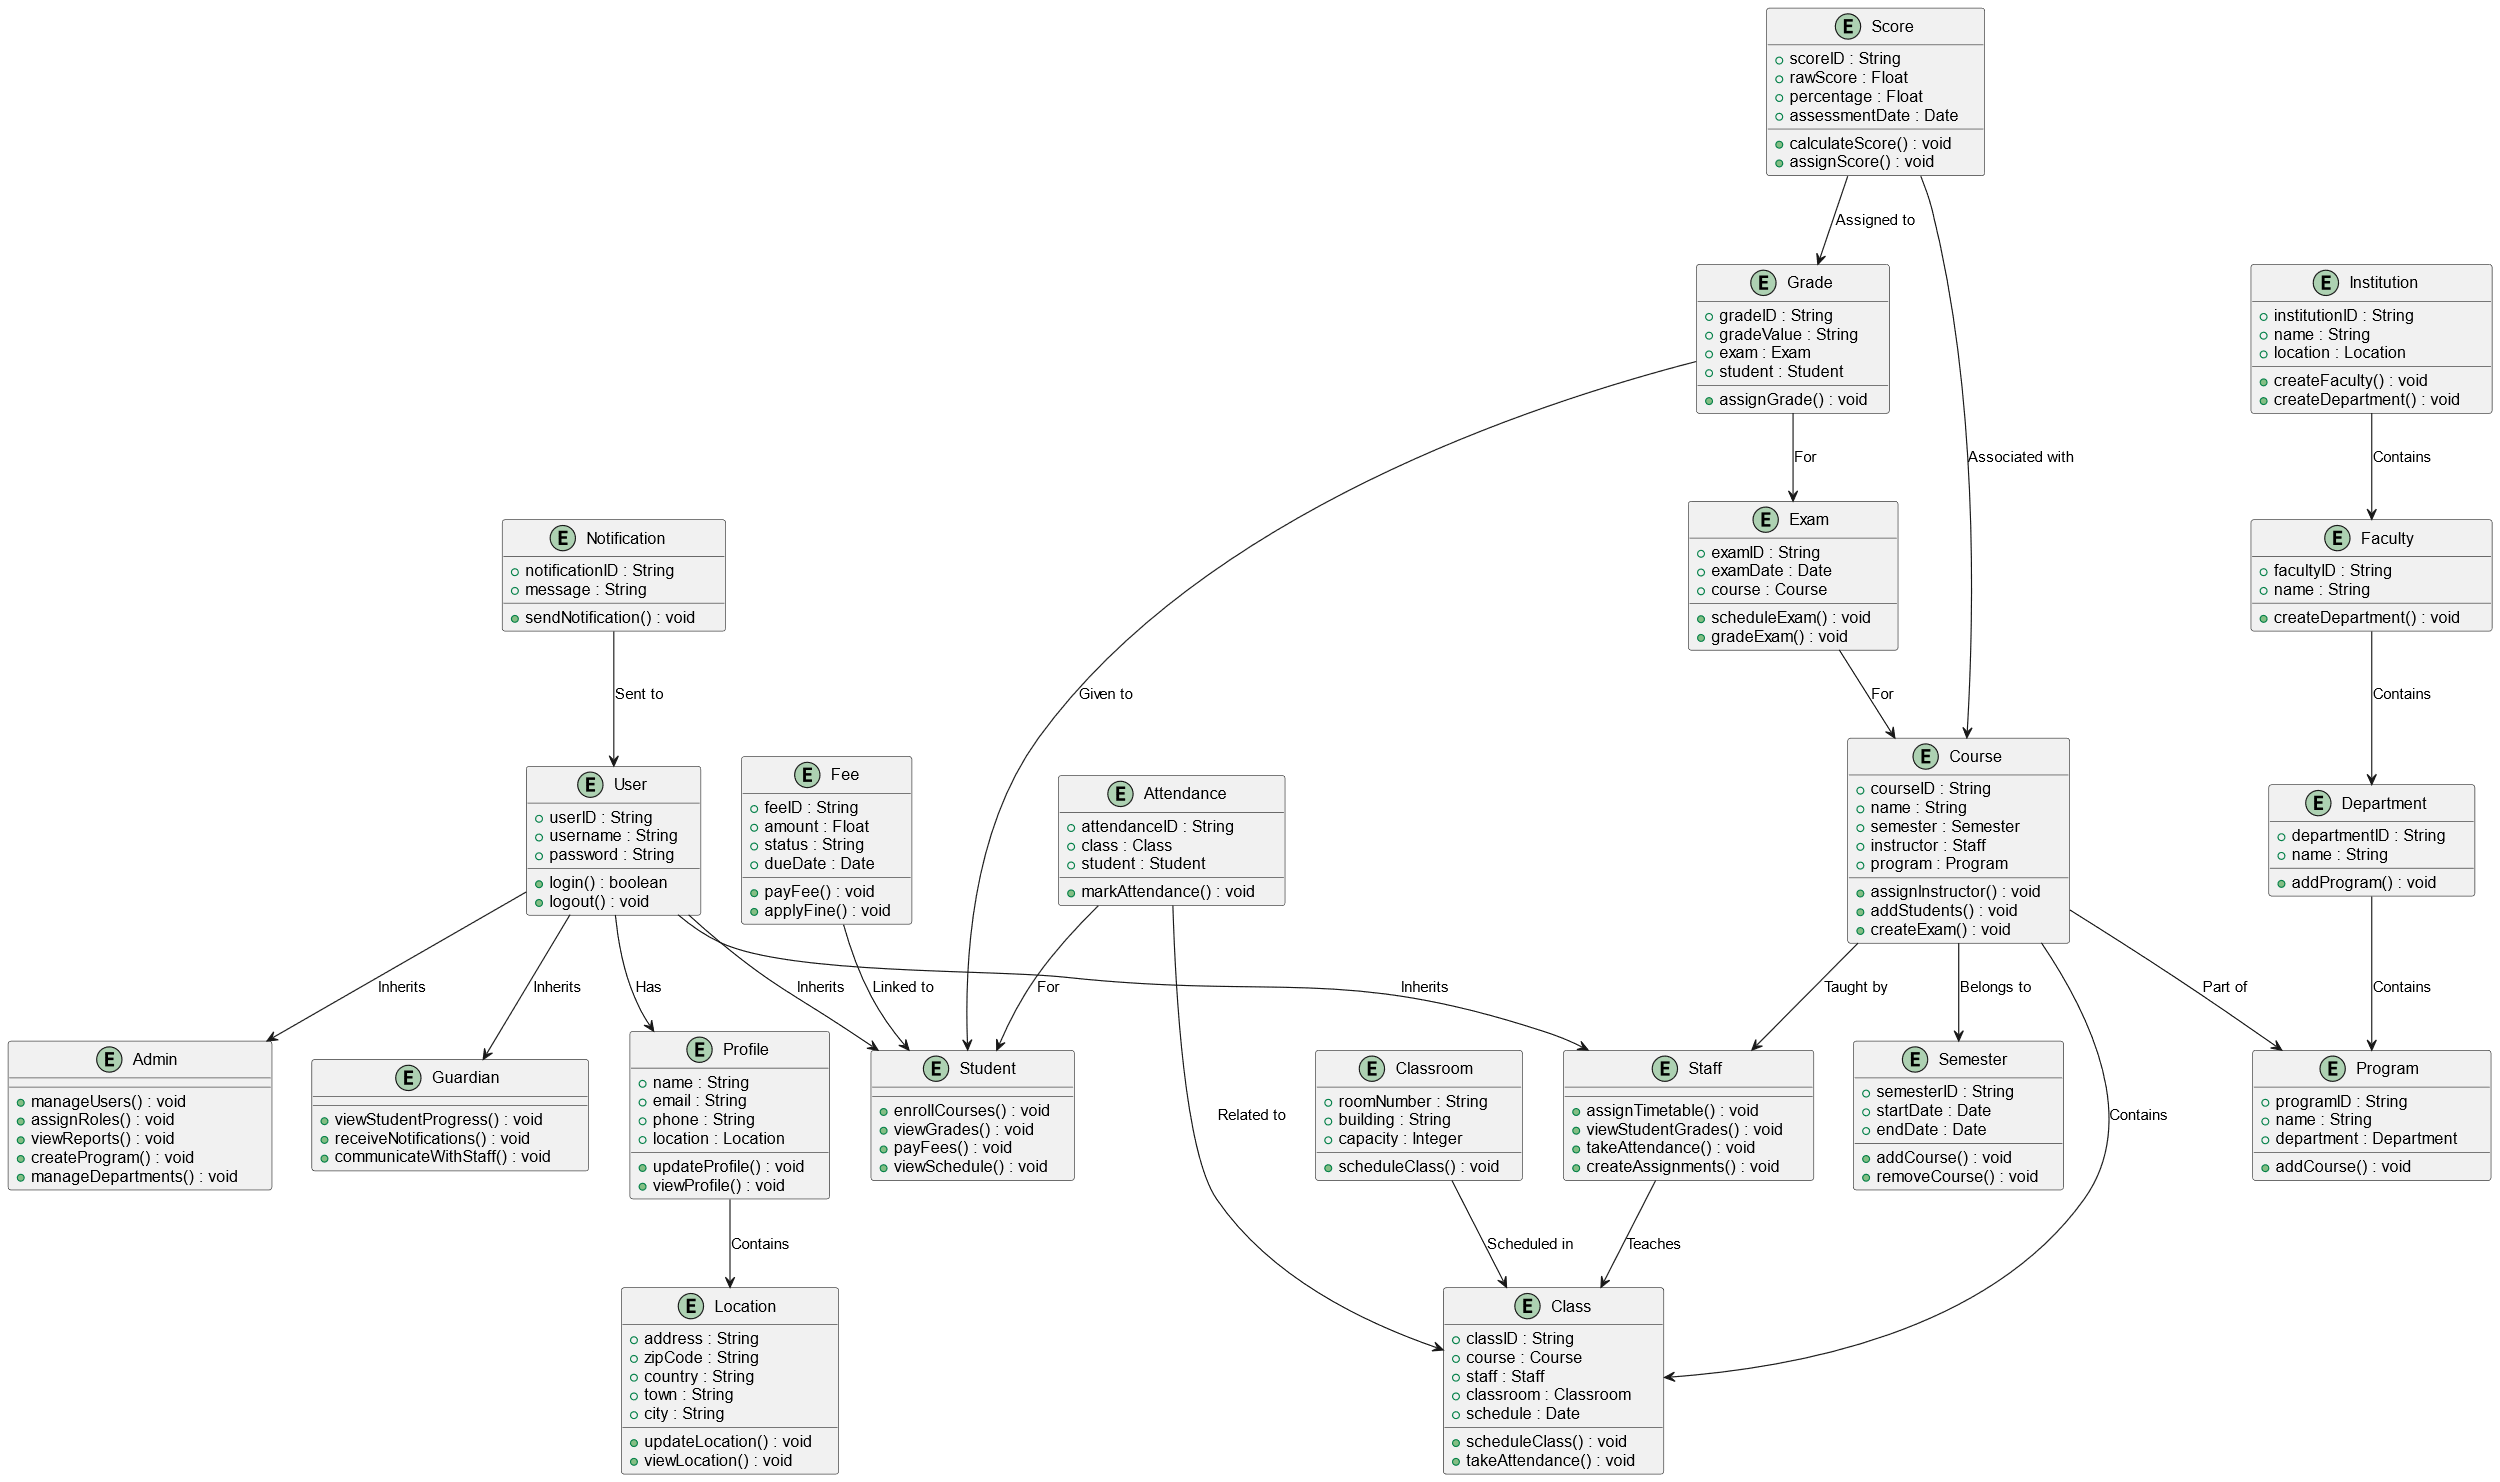 E Score
scoreID : String
rawScore : Float
percentage : Float
assessmentDate : Date
calculateScore() : void
assignScore() : void
Assigned to
Associated with
E Grade
gradeID : String
gradeValue : String
exam : Exam
student : Student
assignGrade() : void
E Institution
institutionID : String
name : String
location : Location
createFaculty() : void
createDepartment() : void
Given to
For
Contains
E Exam
examID : String
examDate : Date
course : Course
scheduleExam() : void
gradeExam() : void
For
E Faculty
facultyID : String
name : String
createDepartment() : void
Contains
E Notification
notificationID : String
message : String
sendNotification() : void
Sent to
E User
userID : String
username : String
password : String
login() : boolean
logout() : void
E Fee
feeID : String
amount : Float
status : String
dueDate : Date
payFee() : void
applyFine() : void
E Attendance
attendanceID : String
class : Class
student : Student
markAttendance() : void
E Course
courseID : String
name : String
semester : Semester
instructor : Staff
program : Program
assignInstructor() : void
addStudents() : void
createExam() : void
E Department
departmentID : String
name : String
addProgram() : void
Inherits
Inherits
Has
Inherits
Linked to
For
Inherits
Taught by
Belongs to
Part of
Contains
E Admin
manageUsers() : void
assignRoles() : void
viewReports() : void
createProgram() : void
manageDepartments() : void
E Guardian
viewStudentProgress() : void
receiveNotifications() : void
communicateWithStaff() : void
E Profile
name : String
email : String
phone : String
location : Location
updateProfile() : void
viewProfile() : void
E Student
enrollCourses() : void
viewGrades() : void
payFees() : void
viewSchedule() : void
Related to
E Classroom
roomNumber : String
building : String
capacity : Integer
scheduleClass() : void
E Staff
assignTimetable() : void
viewStudentGrades() : void
takeAttendance() : void
createAssignments() : void
E Semester
semesterID : String
startDate : Date
endDate : Date
addCourse() : void
removeCourse() : void
Contains
E Program
programID : String
name : String
department : Department
addCourse() : void
Contains
Scheduled in
Teaches
E Location
address : String
zipCode : String
country : String
town : String
city : String
updateLocation() : void
viewLocation() : void
E Class
classID : String
course : Course
staff : Staff
classroom : Classroom
schedule : Date
scheduleClass() : void
takeAttendance() : void